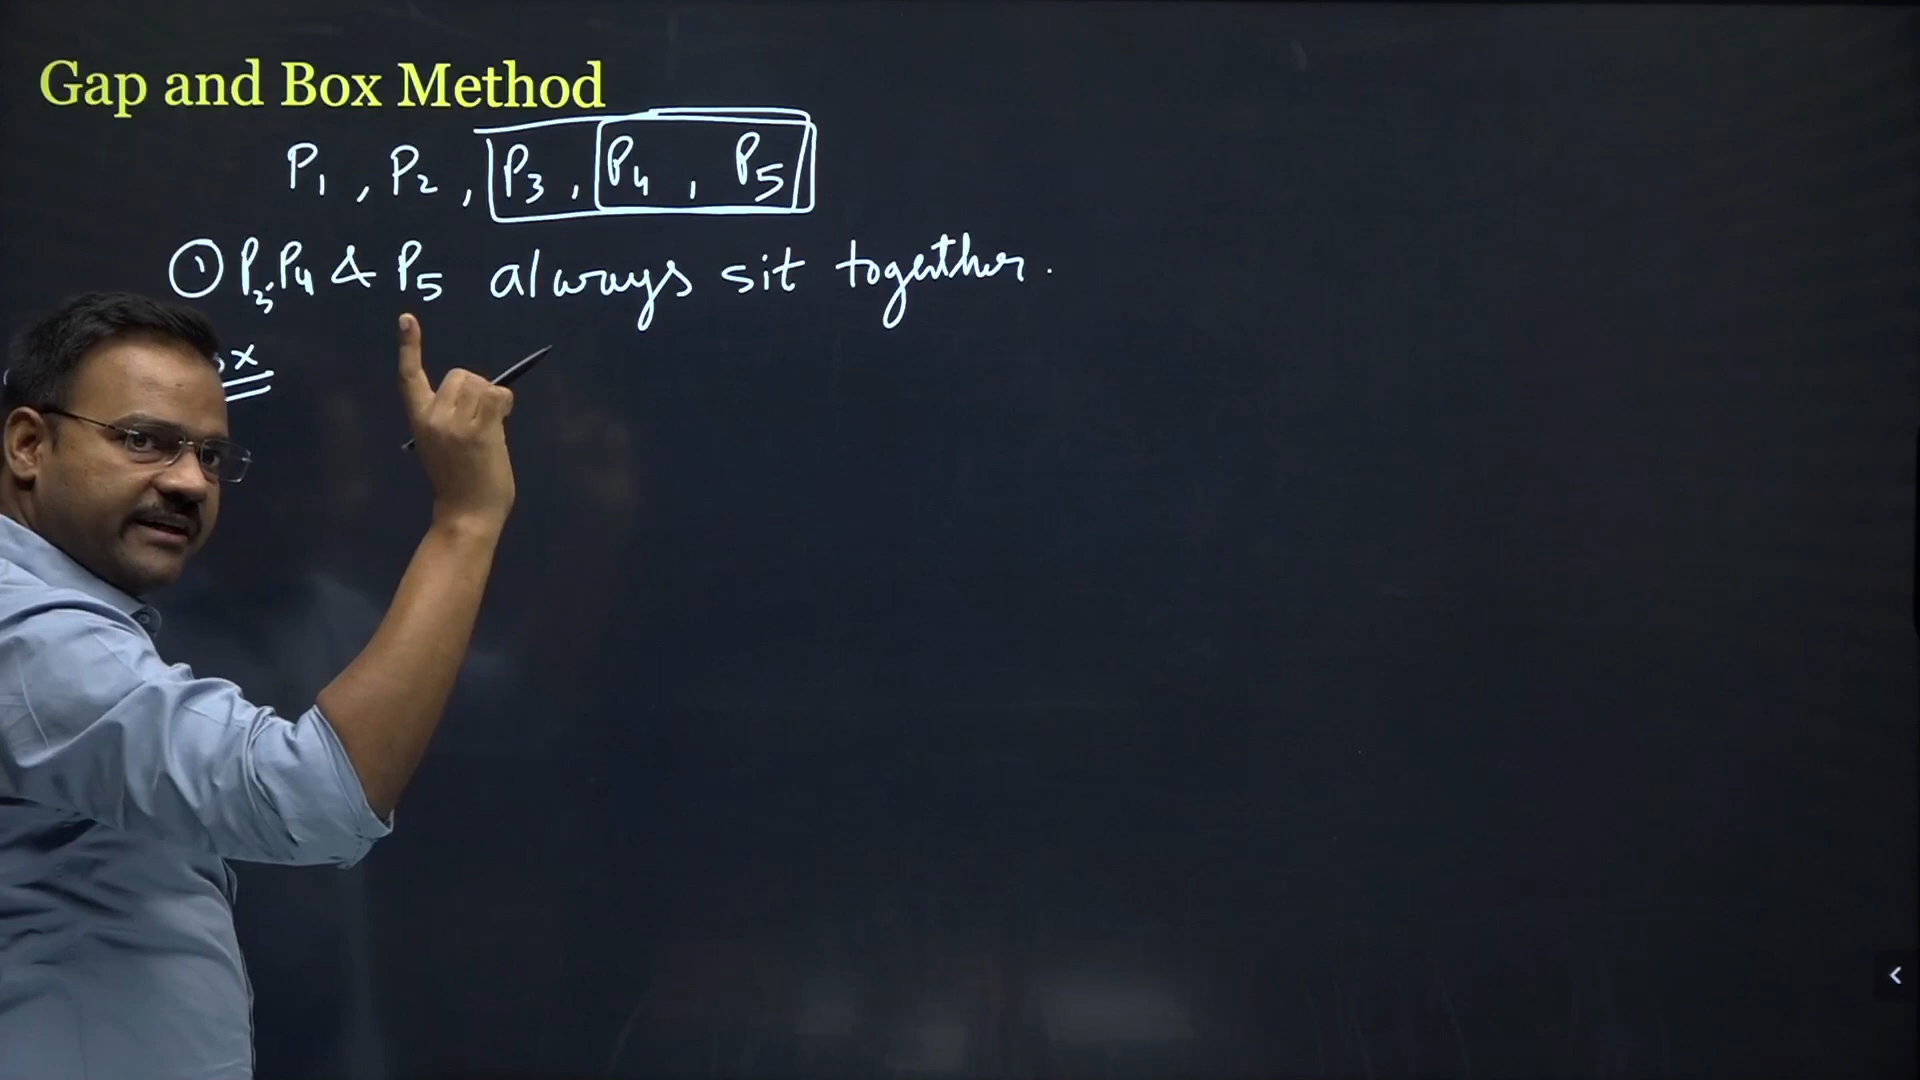 Gap and Box Method
P1, P2, P3, P4, P5
① P3, P4 & P5 always sit together.